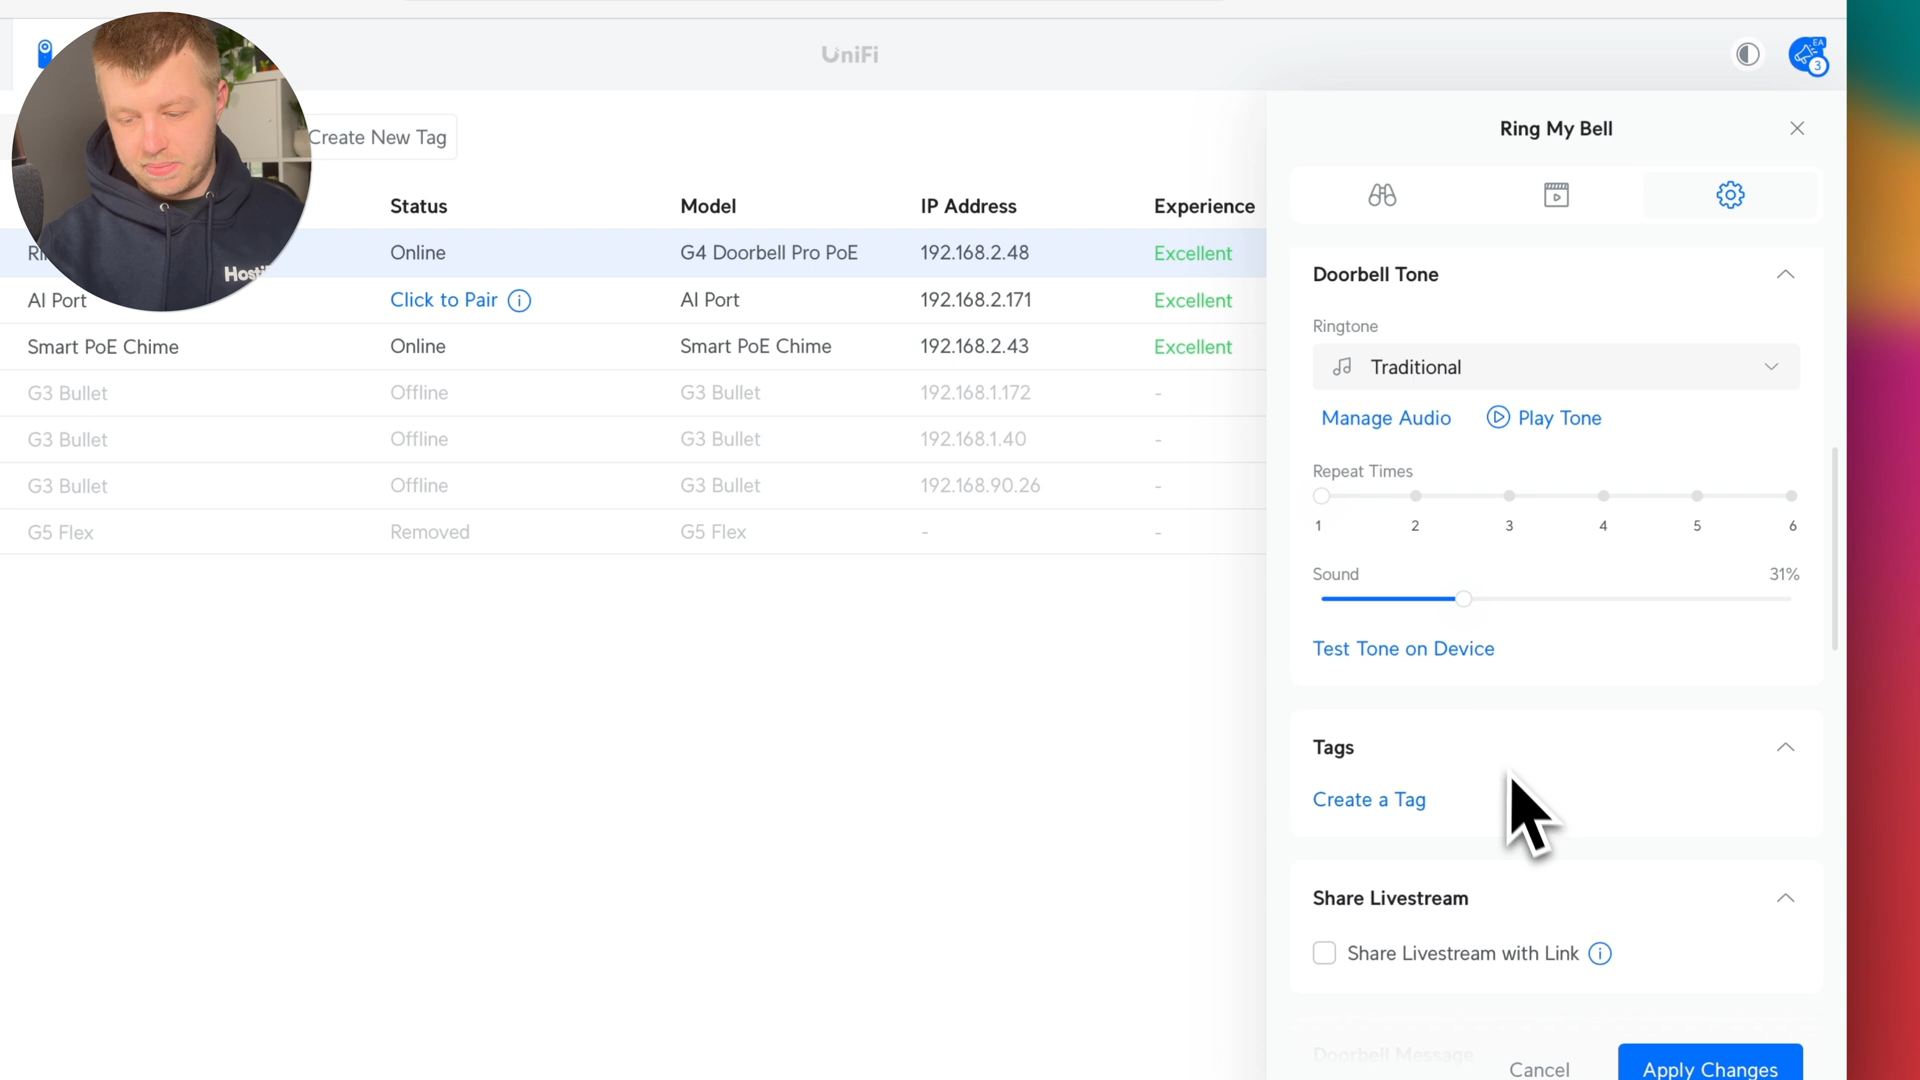 UniFi
EA
3
Create New Tag
Status Model IP Address Experience
Online G4 Doorbell Pro PoE 192.168.2.48 Excellent
AI Port Click to Pair AI Port 192.168.2.171 Excellent
Smart PoE Chime Online Smart PoE Chime 192.168.2.43 Excellent
G3 Bullet Offline G3 Bullet 192.168.1.172 -
G3 Bullet Offline G3 Bullet 192.168.1.40 -
G3 Bullet Offline G3 Bullet 192.168.90.26 -
G5 Flex Removed G5 Flex - -
Ring My Bell
Doorbell Tone
Ringtone
Traditional
Manage Audio Play Tone
Repeat Times
1 2 3 4 5 6
Sound 31%
Test Tone on Device
Tags
Create a Tag
Share Livestream
Share Livestream with Link
Doorbell Message
Cancel Apply Changes